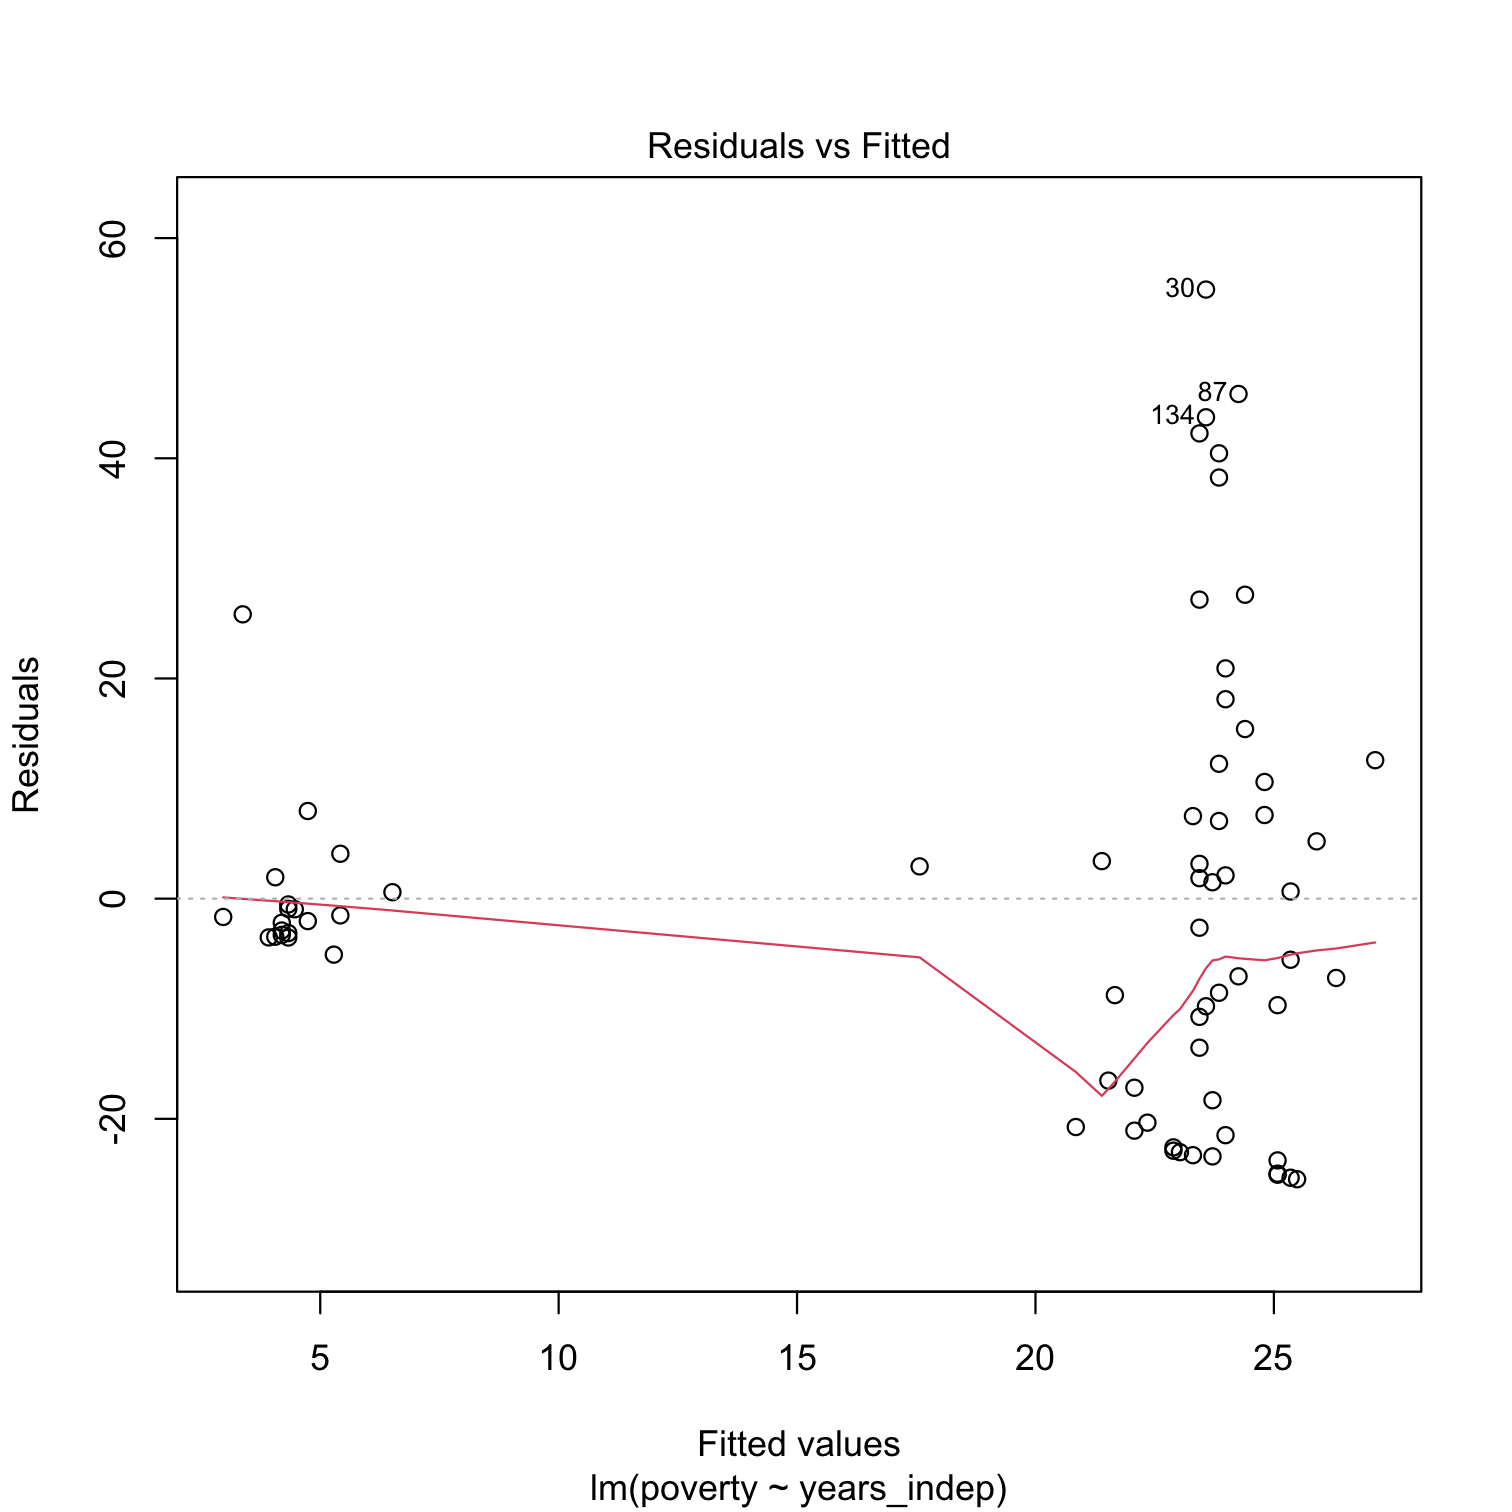 Residuals vs Fitted
60
40
20
0
-20
Residuals
30
87
134
5 10 15 20 25
Fitted values
lm(poverty ~ years_indep)